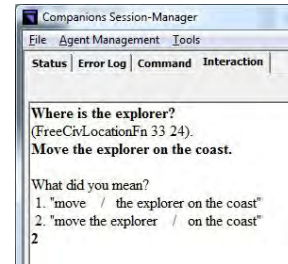 Companions Session-Manager
File Agent Management Tools
Status Error Log Command Interaction
Where is the explorer?
(FreeCivLocationFn 33 24).
Move the explorer on the coast.
What did you mean?
1. "move / the explorer on the coast"
2. "move the explorer / on the coast"
2